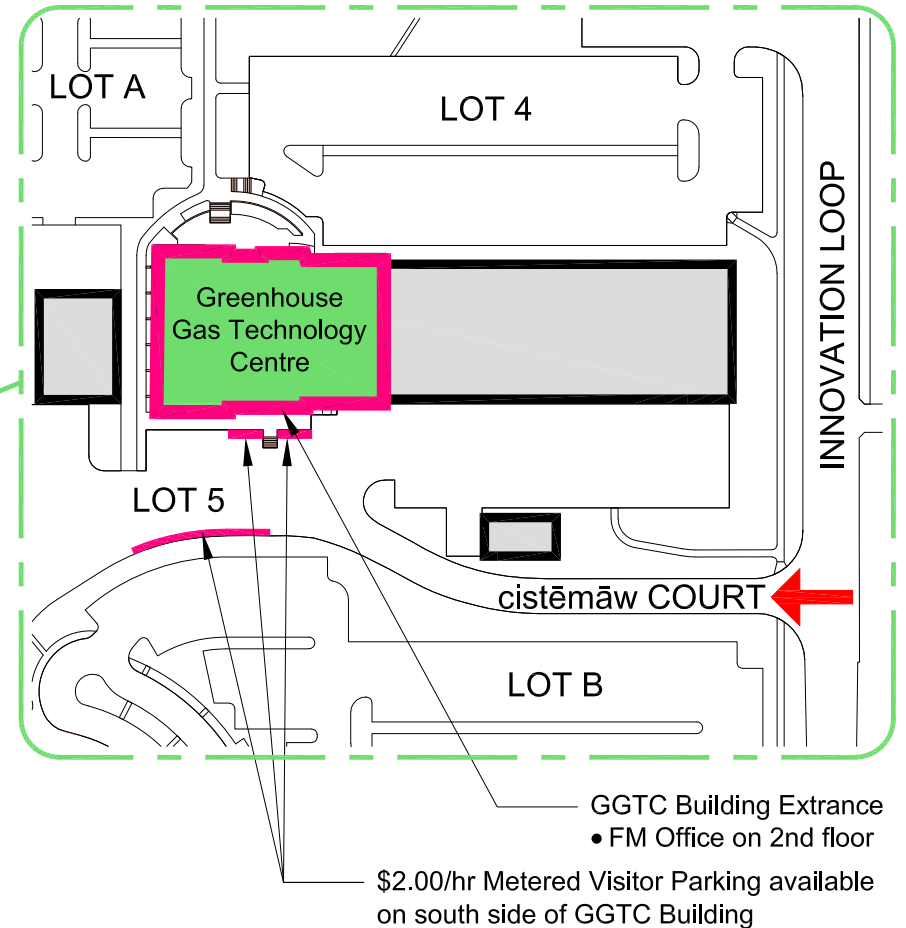 LOT A
LOT 4
INNOVATION LOOP
Greenhouse
Gas Technology
Centre
LOT 5
cistēmāw COURT
LOT B
GGTC Building Extrance
• FM Office on 2nd floor
$2.00/hr Metered Visitor Parking available
on south side of GGTC Building